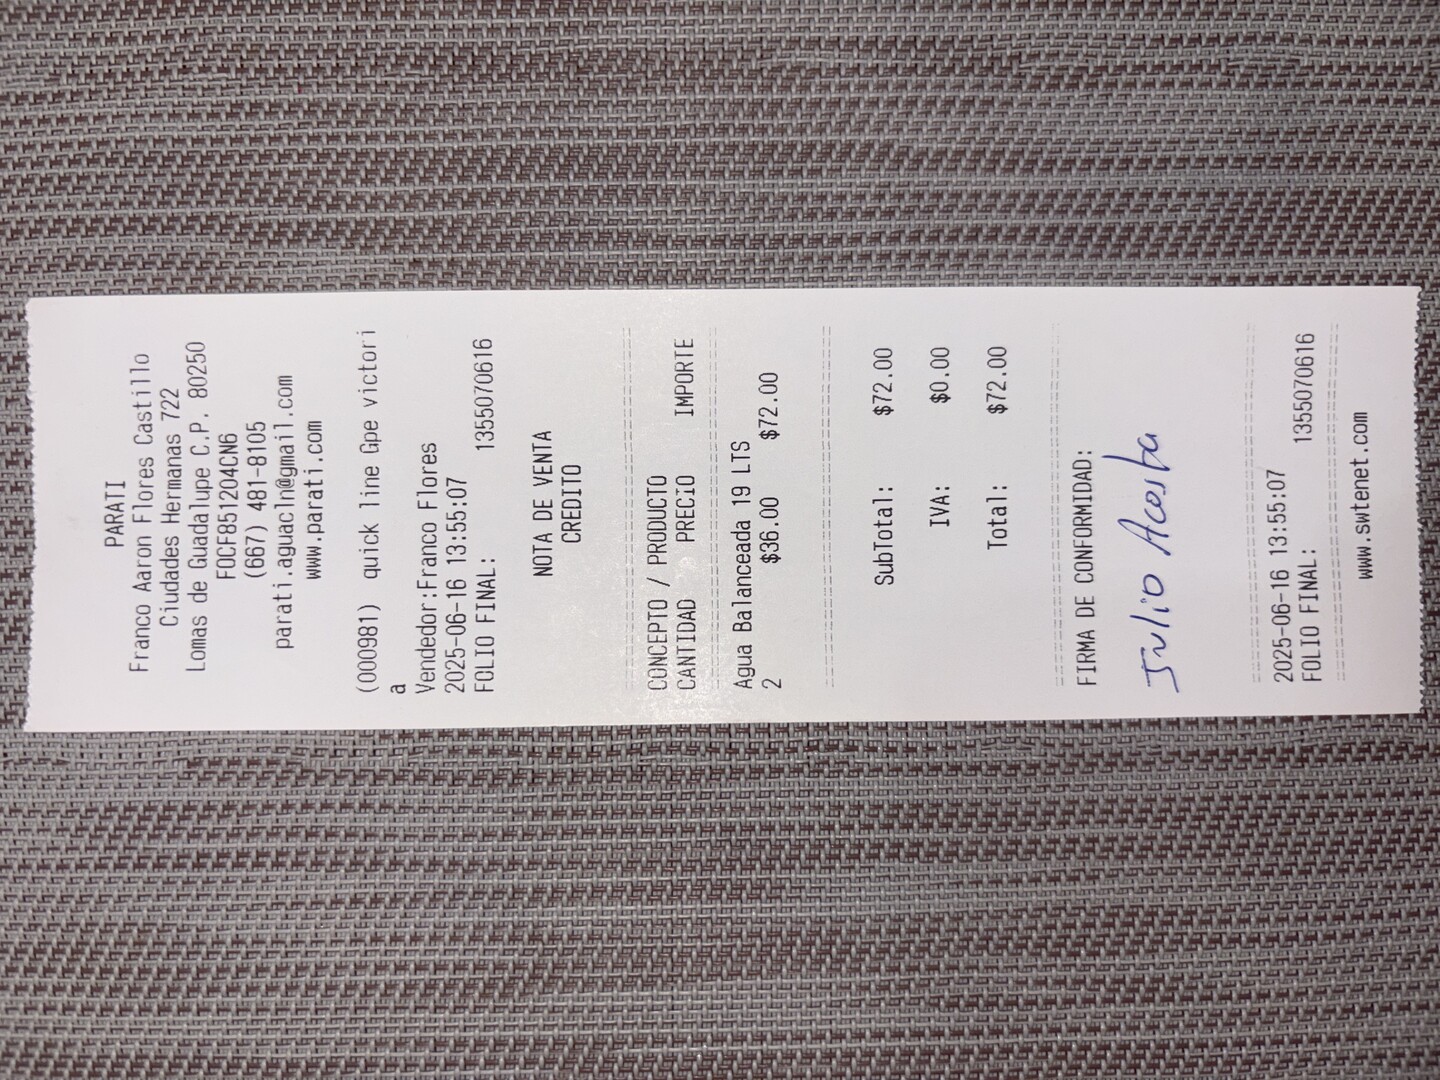 PARATI
Franco Aaron Flores Castillo
Ciudades Hermanas 722
Lomas de Guadalupe C.P. 80250
FOCF851204CN6
(667) 481-8105
parati.aguacln@gmail.com
www.parati.com
(000981) quick line Gpe victori
a
Vendedor:Franco Flores
2025-06-16 13:55:07
FOLIO FINAL: 1355070616
NOTA DE VENTA
CREDITO
CONCEPTO / PRODUCTO
CANTIDAD PRECIO IMPORTE
Agua Balanceada 19 LTS
2 $36.00 $72.00
SubTotal: $72.00
IVA: $0.00
Total: $72.00
FIRMA DE CONFORMIDAD:
Julio Acosta
2025-06-16 13:55:07
FOLIO FINAL: 1355070616
www.swtenet.com